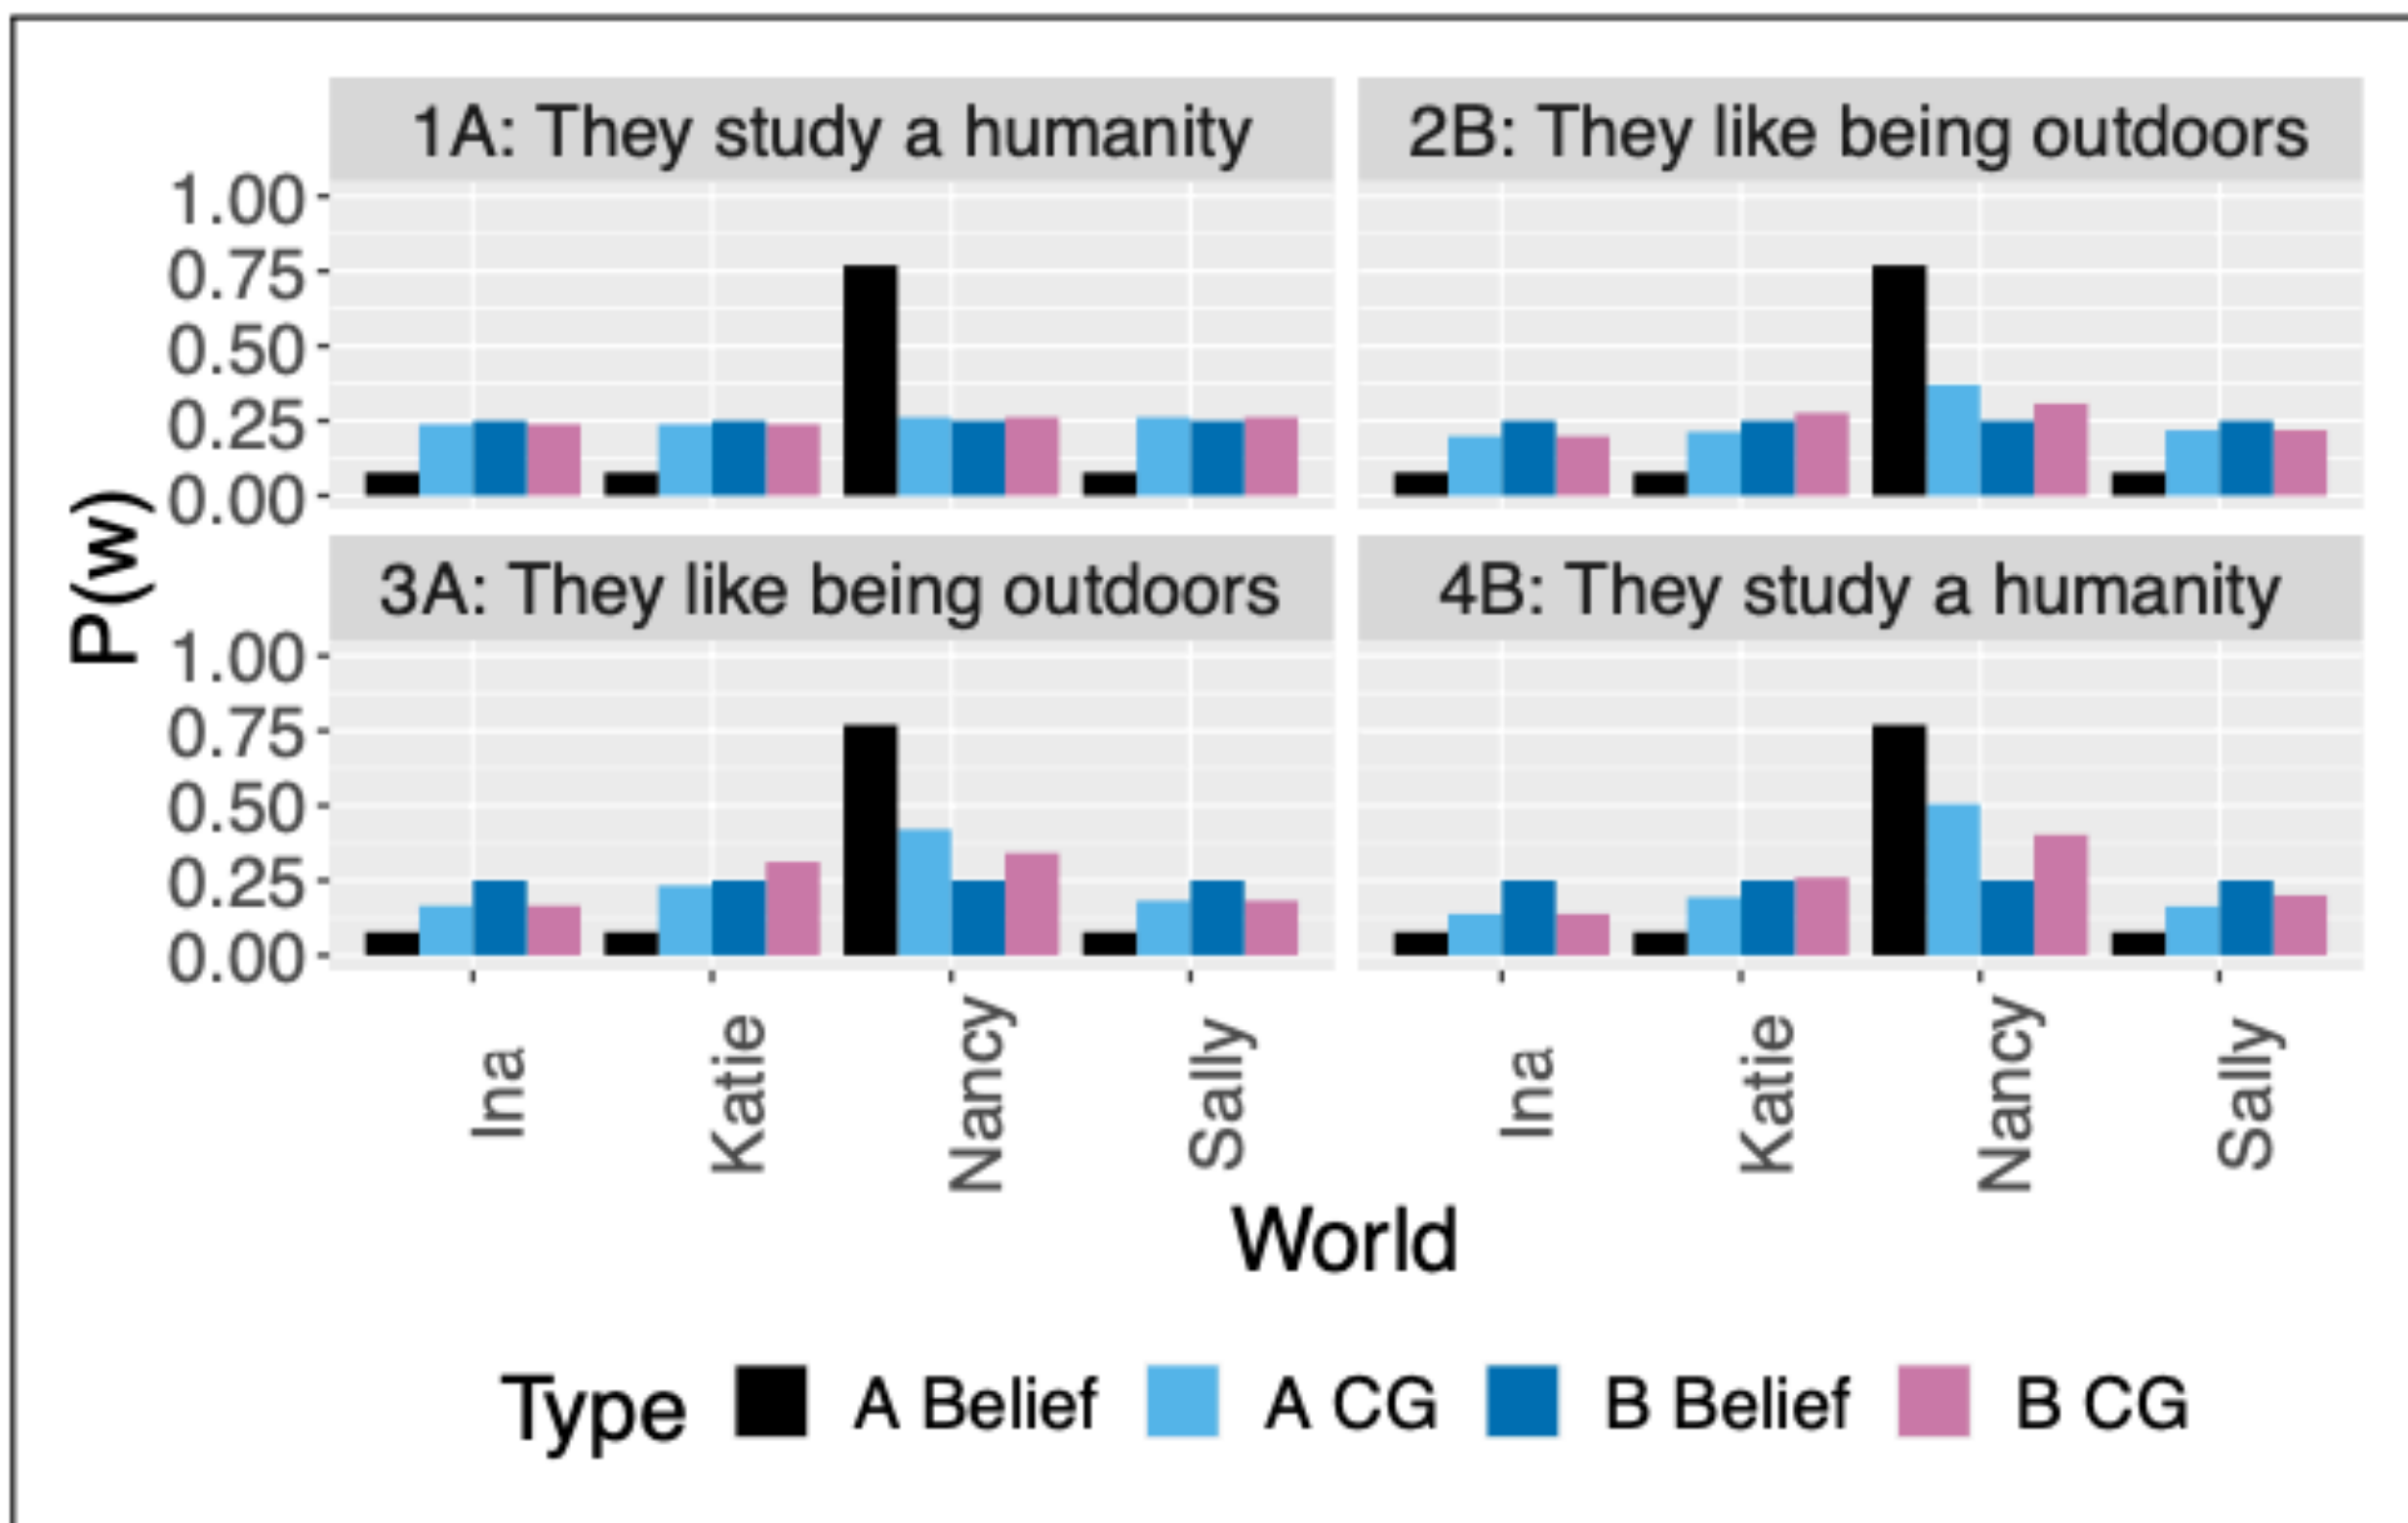 1A: They study a humanity
2B: They like being outdoors
1.00
0.75
0.50
0.25
0.00
P(w)
3A: They like being outdoors
4B: They study a humanity
1.00
0.75
0.50
0.25
0.00
Ina
Katie
Nancy
Sally
Ina
Katie
Nancy
Sally
World
Type A Belief A CG B Belief B CG